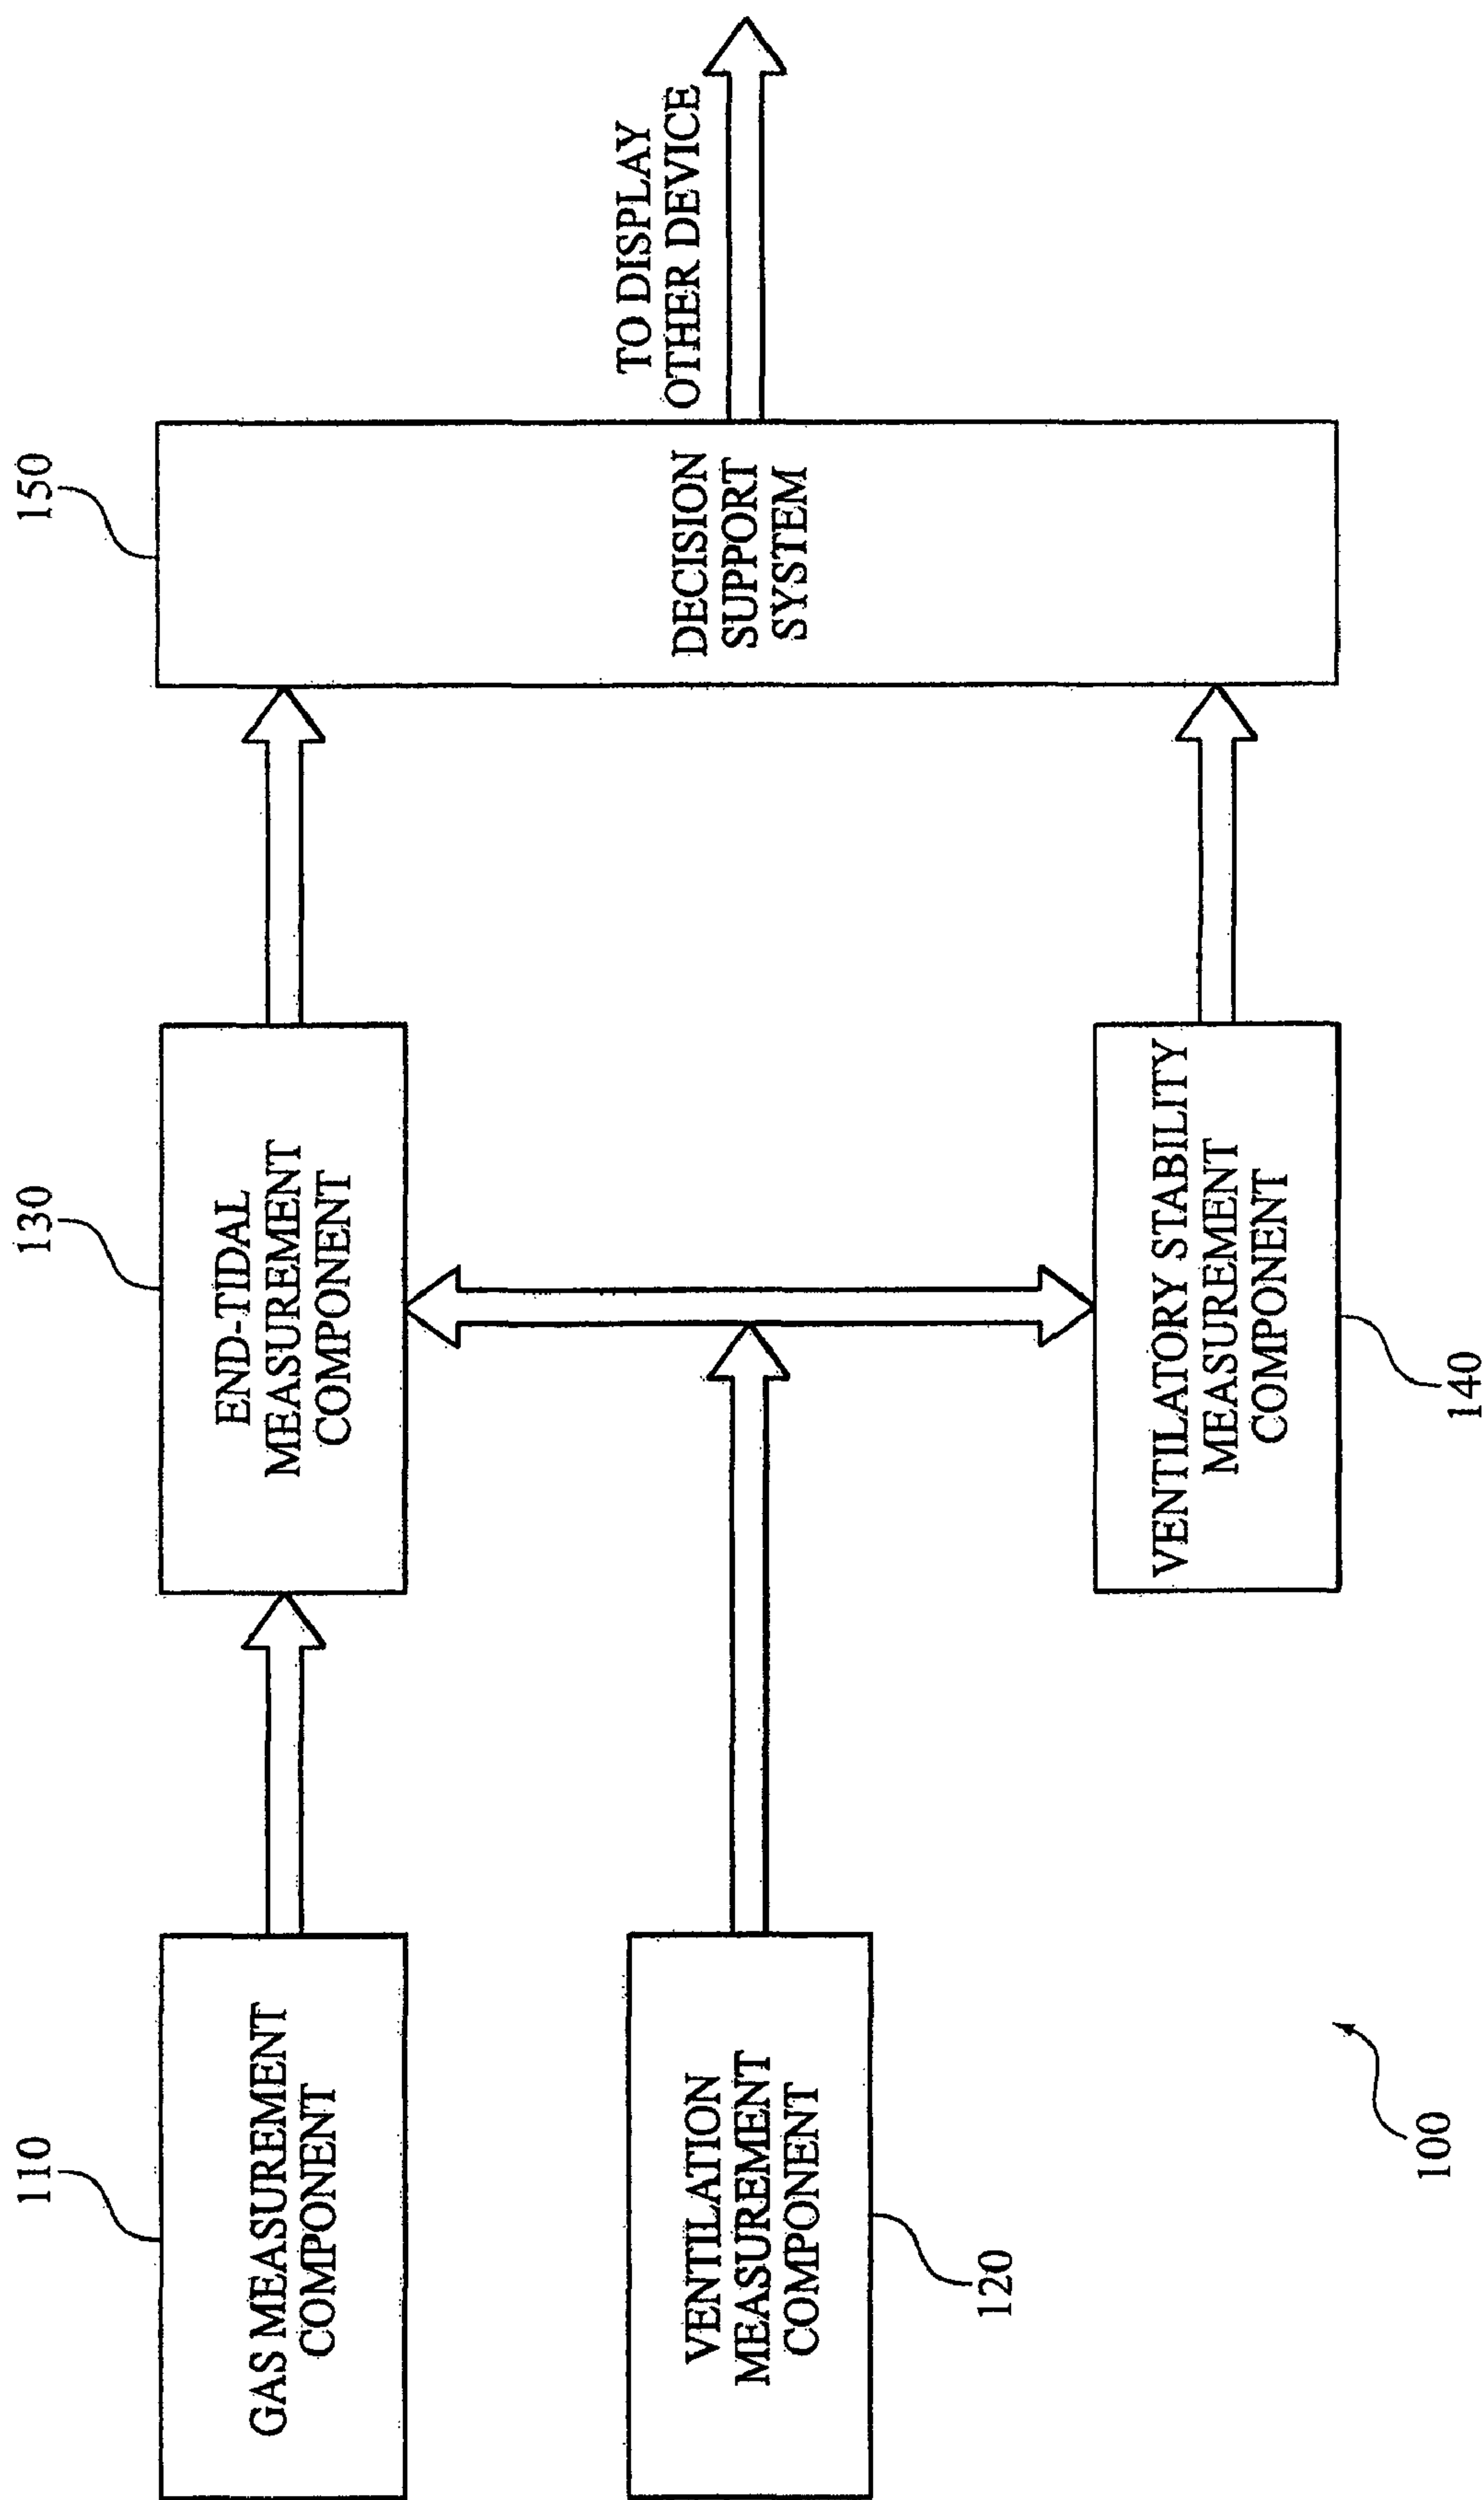 110
GAS MEASUREMENT
COMPONENT
130
END-TIDAL
MEASUREMENT
COMPONENT
150
DECISION
SUPPORT
SYSTEM
TO DISPLAY
OTHER DEVICE
VENTILATION
MEASUREMENT
COMPONENT
120
VENTILATORY STABILITY
MEASUREMENT
COMPONENT
140
100